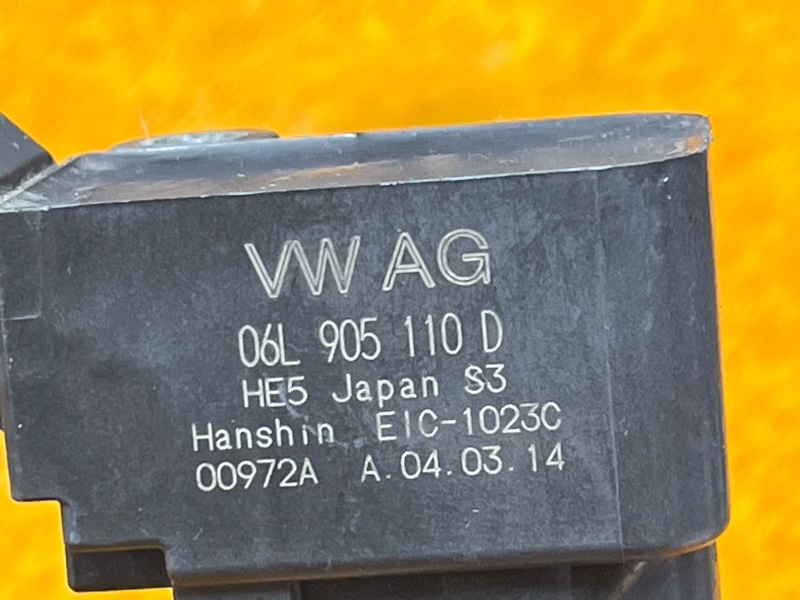 VW AG
06L 905 110 D
HE5 Japan S3
Hanshin EIC-1023C
00972A A.04.03.14